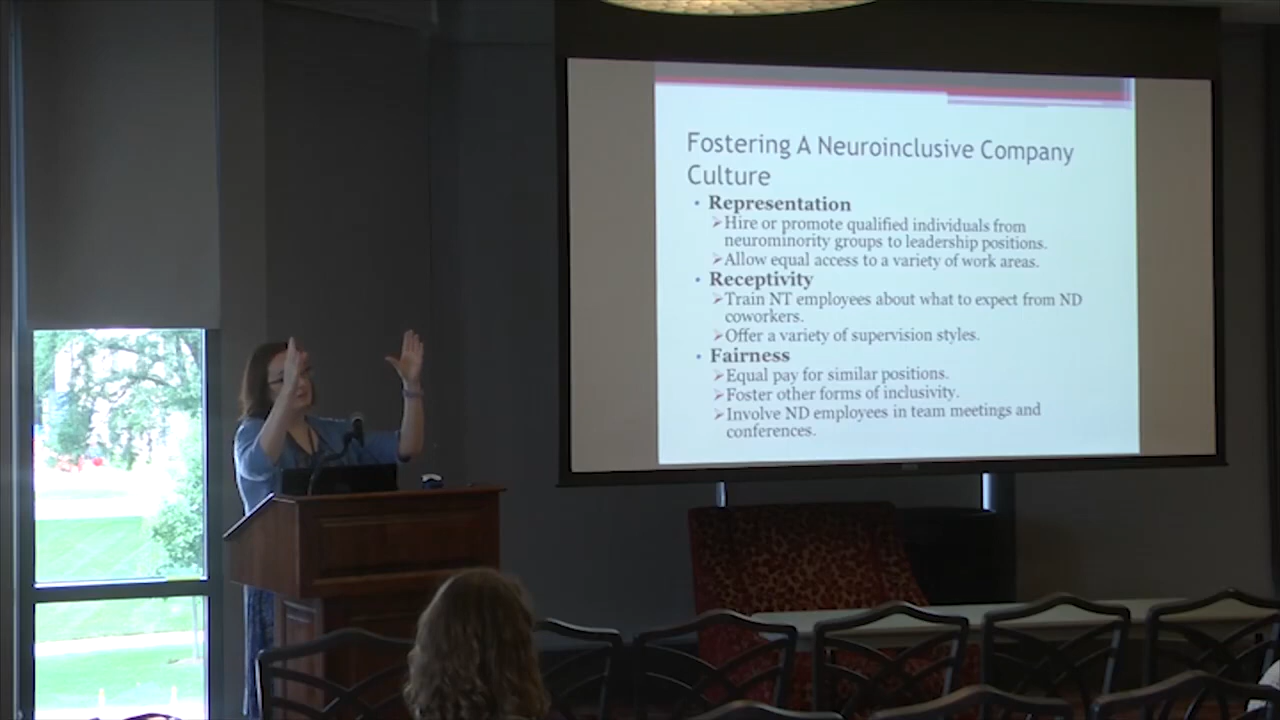 Fostering A Neuroinclusive Company
Culture
• Representation
➢Hire or promote qualified individuals from
neurominority groups to leadership positions.
➢Allow equal access to a variety of work areas.
• Receptivity
➢Train NT employees about what to expect from ND
coworkers.
➢Offer a variety of supervision styles.
• Fairness
➢Equal pay for similar positions.
➢Foster other forms of inclusivity.
➢Involve ND employees in team meetings and
conferences.